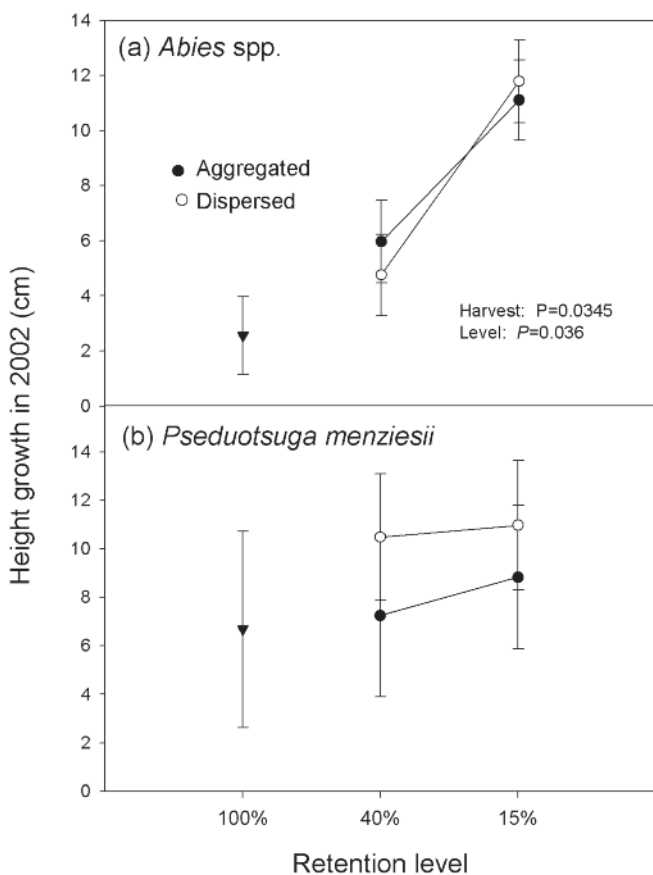 14
(a) Abies spp.
12
10
Aggregated
Dispersed
8
6
4
Harvest: P=0.0345
Level: P=0.036
2
0
Height growth in 2002 (cm)
(b) Pseduotsuga menziesii
14
12
10
8
6
4
2
0
100% 40% 15%
Retention level